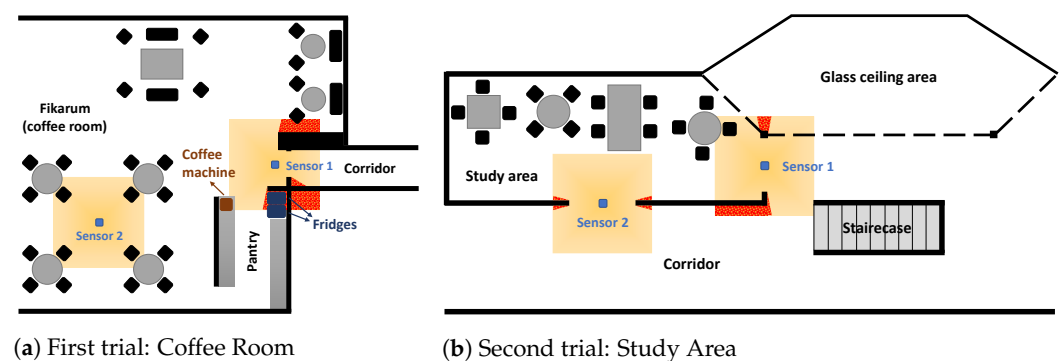 Fikarum
(coffee room)
Coffee
machine
Sensor 1
Corridor
Sensor 2
Pantry
Fridges
Glass ceiling area
Study area
Sensor 1
Sensor 2
Stairecase
Corridor
(a) First trial: Coffee Room
(b) Second trial: Study Area